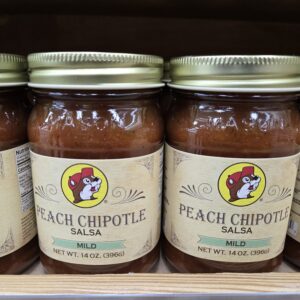 PEACH CHIPOTLE
SALSA
MILD
NET WT. 14 OZ. (396g)
PEACH CHIPOTLE
SALSA
MILD
NET WT. 14 OZ. (396g)